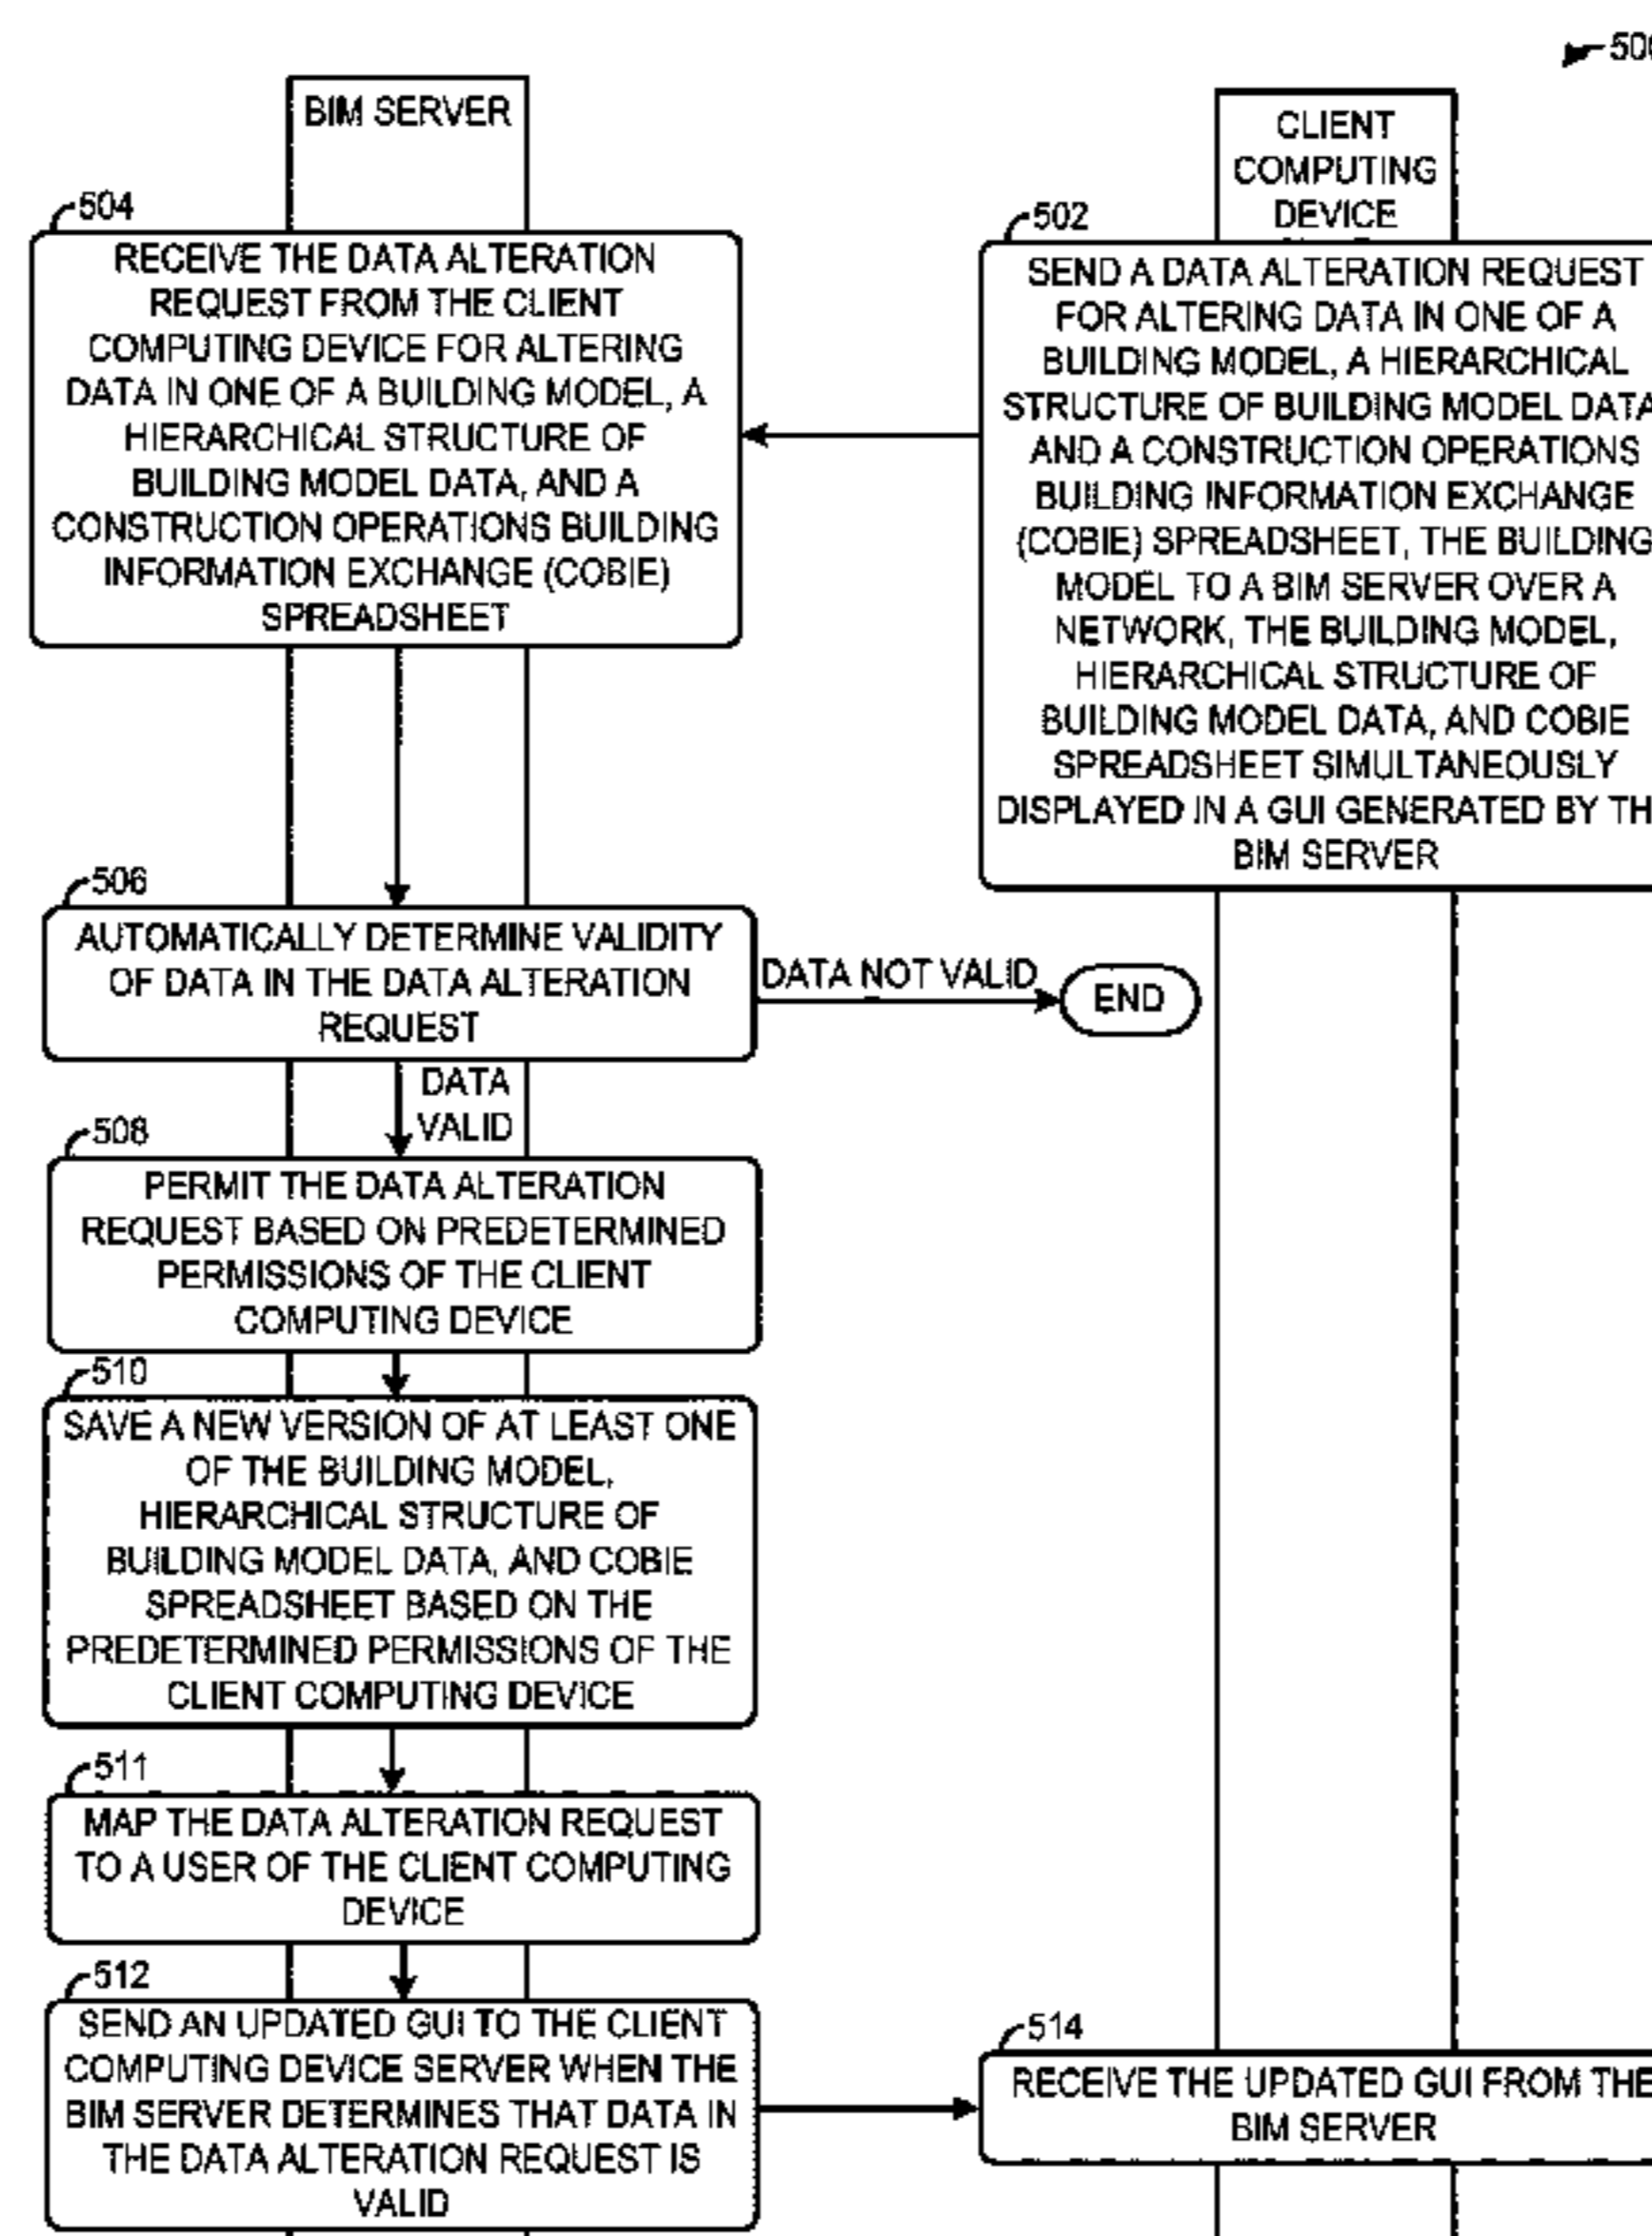 500
BIM SERVER
CLIENT
COMPUTING
DEVICE
504
RECEIVE THE DATA ALTERATION
REQUEST FROM THE CLIENT
COMPUTING DEVICE FOR ALTERING
DATA IN ONE OF A BUILDING MODEL, A
HIERARCHICAL STRUCTURE OF
BUILDING MODEL DATA, AND A
CONSTRUCTION OPERATIONS BUILDING
INFORMATION EXCHANGE (COBIE)
SPREADSHEET
502
SEND A DATA ALTERATION REQUEST
FOR ALTERING DATA IN ONE OF A
BUILDING MODEL, A HIERARCHICAL
STRUCTURE OF BUILDING MODEL DATA
AND A CONSTRUCTION OPERATIONS
BUILDING INFORMATION EXCHANGE
(COBIE) SPREADSHEET, THE BUILDING
MODEL TO A BIM SERVER OVER A
NETWORK, THE BUILDING MODEL,
HIERARCHICAL STRUCTURE OF
BUILDING MODEL DATA, AND COBIE
SPREADSHEET SIMULTANEOUSLY
DISPLAYED IN A GUI GENERATED BY TH
BIM SERVER
506
AUTOMATICALLY DETERMINE VALIDITY
OF DATA IN THE DATA ALTERATION
REQUEST
DATA NOT VALID
END
DATA
VALID
508
PERMIT THE DATA ALTERATION
REQUEST BASED ON PREDETERMINED
PERMISSIONS OF THE CLIENT
COMPUTING DEVICE
510
SAVE A NEW VERSION OF AT LEAST ONE
OF THE BUILDING MODEL,
HIERARCHICAL STRUCTURE OF
BUILDING MODEL DATA, AND COBIE
SPREADSHEET BASED ON THE
PREDETERMINED PERMISSIONS OF THE
CLIENT COMPUTING DEVICE
511
MAP THE DATA ALTERATION REQUEST
TO A USER OF THE CLIENT COMPUTING
DEVICE
512
SEND AN UPDATED GUI TO THE CLIENT
COMPUTING DEVICE SERVER WHEN THE
BIM SERVER DETERMINES THAT DATA IN
THE DATA ALTERATION REQUEST IS
VALID
514
RECEIVE THE UPDATED GUI FROM THE
BIM SERVER